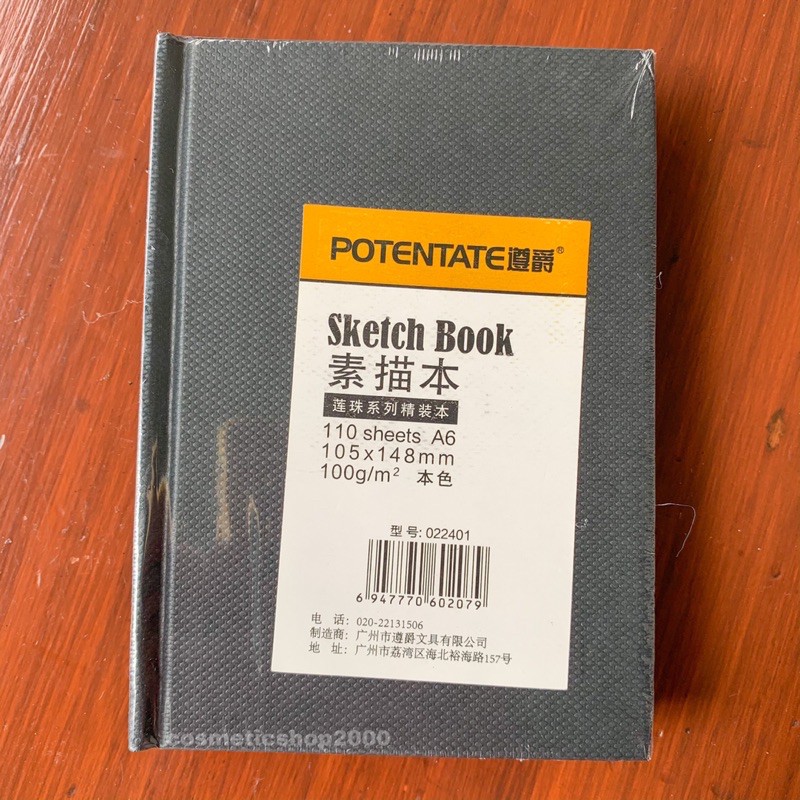 POTENTATE遵爵®
Sketch Book
素描本
莲珠系列精装本
110 sheets A6
105x148mm
100g/m² 本色
型号: 022401
6 947770 602079
电 话: 020-22131506
制造商: 广州市遵爵文具有限公司
地 址: 广州市荔湾区海北裕海路157号
cosmeticshop2000